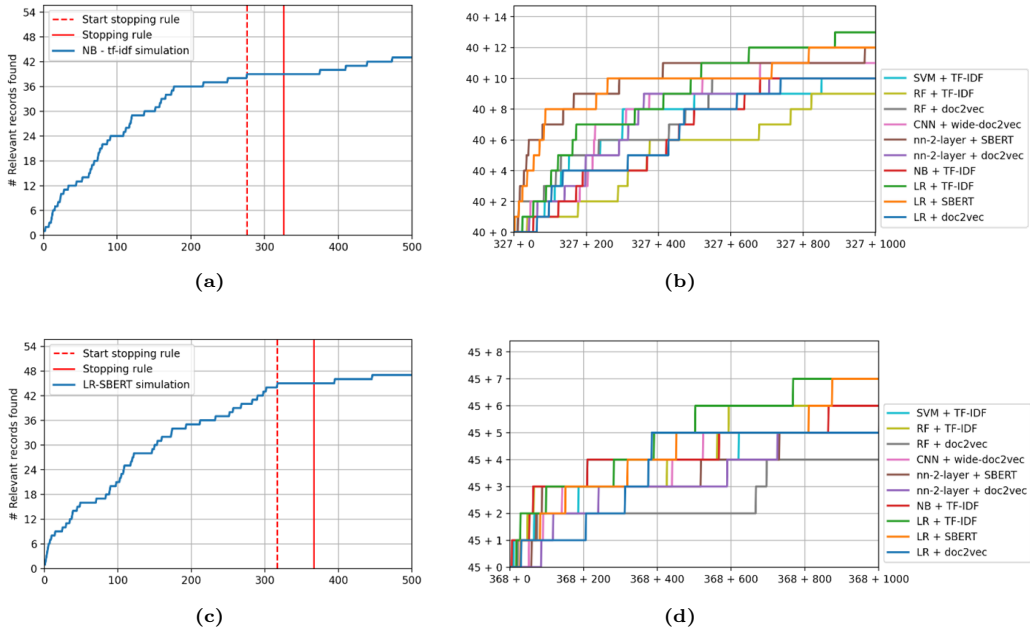 # Relevant records found
54
48
42
36
30
24
18
12
6
0
0 100 200 300 400 500
Start stopping rule
Stopping rule
NB - tf-idf simulation
(a)
40 + 14
40 + 12
40 + 10
40 + 8
40 + 6
40 + 4
40 + 2
40 + 0
327 + 0 327 + 200 327 + 400 327 + 600 327 + 800 327 + 1000
SVM + TF-IDF
RF + TF-IDF
RF + doc2vec
CNN + wide-doc2vec
nn-2-layer + SBERT
nn-2-layer + doc2vec
NB + TF-IDF
LR + TF-IDF
LR + SBERT
LR + doc2vec
(b)
# Relevant records found
54
48
42
36
30
24
18
12
6
0
0 100 200 300 400 500
Start stopping rule
Stopping rule
LR-SBERT simulation
(c)
45 + 8
45 + 7
45 + 6
45 + 5
45 + 4
45 + 3
45 + 2
45 + 1
45 + 0
368 + 0 368 + 200 368 + 400 368 + 600 368 + 800 368 + 1000
SVM + TF-IDF
RF + TF-IDF
RF + doc2vec
CNN + wide-doc2vec
nn-2-layer + SBERT
nn-2-layer + doc2vec
NB + TF-IDF
LR + TF-IDF
LR + SBERT
LR + doc2vec
(d)